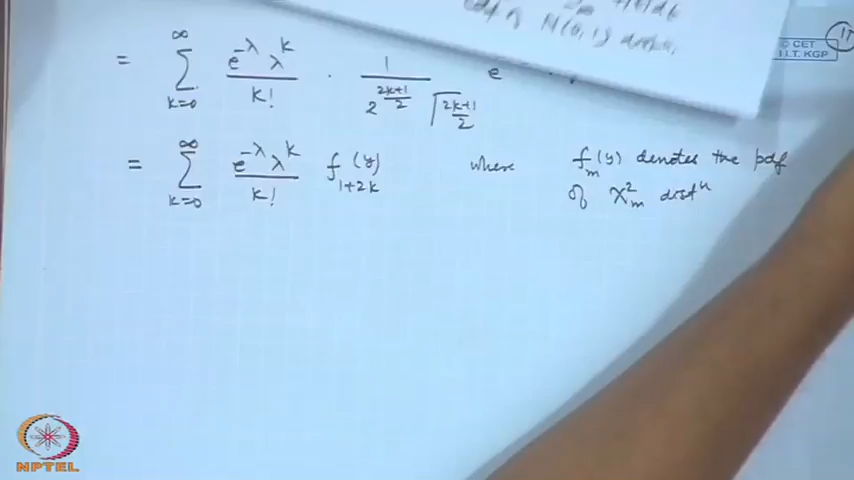 N(0,1) distn.
© CET
I.I.T. KGP
= ∞ Σ k=0 e^{-λ} λ^k / k! . 1 / 2^{(2k+1)/2} Γ(2k+1)/2 e
= ∞ Σ k=0 e^{-λ} λ^k / k! f_{1+2k}(y) where f_m(y) denotes the pdf
of χ²_m distⁿ
NPTEL